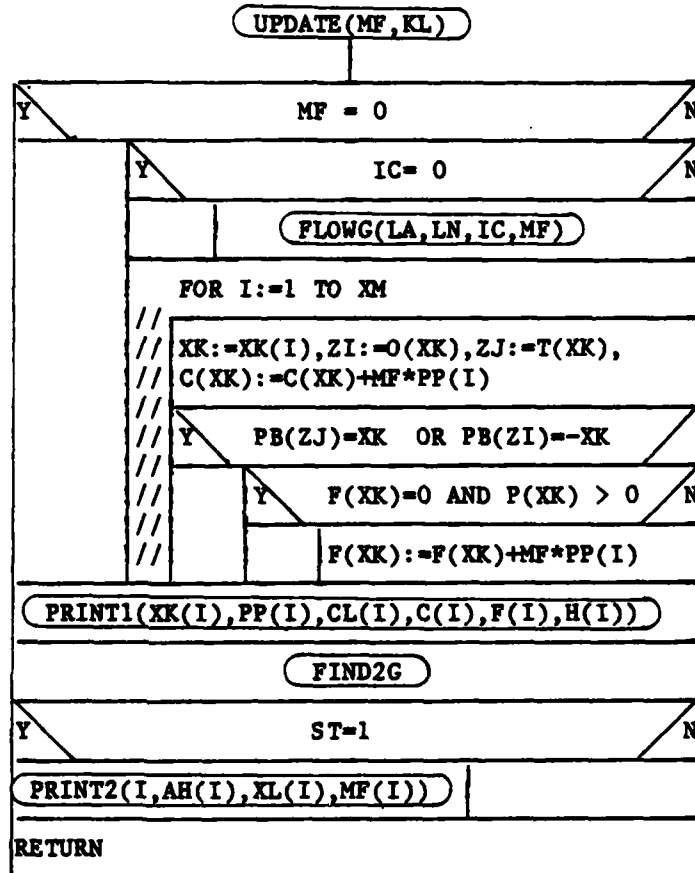 UPDATE(MF,KL)
Y MF = 0 N
Y IC= 0 N
FLOWG(LA,LN,IC,MF)
FOR I:=1 TO XM
XK:=XK(I),ZI:=O(XK),ZJ:=T(XK),
C(XK):=C(XK)+MF*PP(I)
Y PB(ZJ)=XK OR PB(ZI)=-XK
Y F(XK)=0 AND P(XK) > 0 N
F(XK):=F(XK)+MF*PP(I)
PRINT1(XK(I),PP(I),CL(I),C(I),F(I),H(I))
FIND2G
Y ST=1 N
PRINT2(I,AH(I),XL(I),MF(I))
RETURN